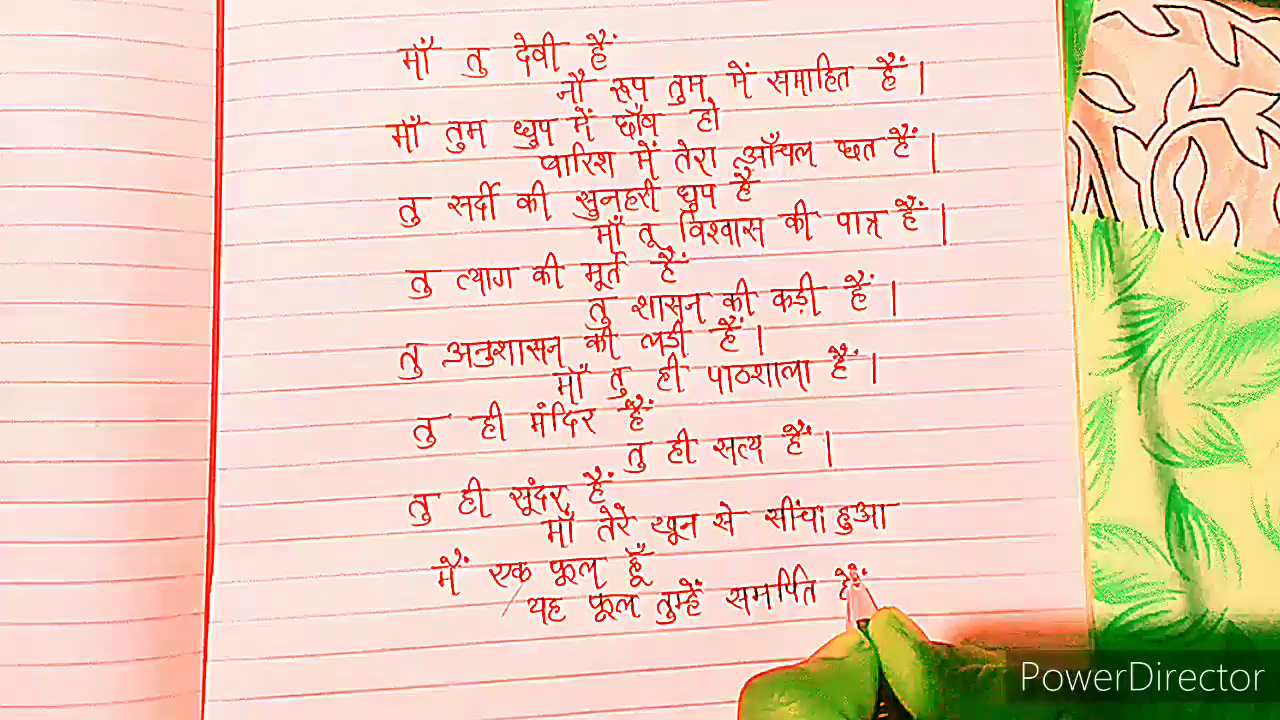 माँ तु देवी हैं
नौ रूप तुम में समाहित हैं ।
माँ तुम धुप में छाँव हो
बारिश में तेरा आँचल छत हैं ।
तु सर्दी की सुनहरी धुप हैं
माँ तू विश्वास की पात्र हैं ।
तु त्याग की मूर्त हैं
तु शासन की कड़ी हैं ।
तु अनुशासन की लडी हैं ।
माँ तु ही पाठशाला हैं ।
तु ही मंदिर हैं
तु ही सत्य हैं ।
तु ही सूंदर हैं
माँ तेरे खून से सींचा हुआ
मैं एक फूल हूँ
यह फूल तुम्हें समर्पित हैं
PowerDirector